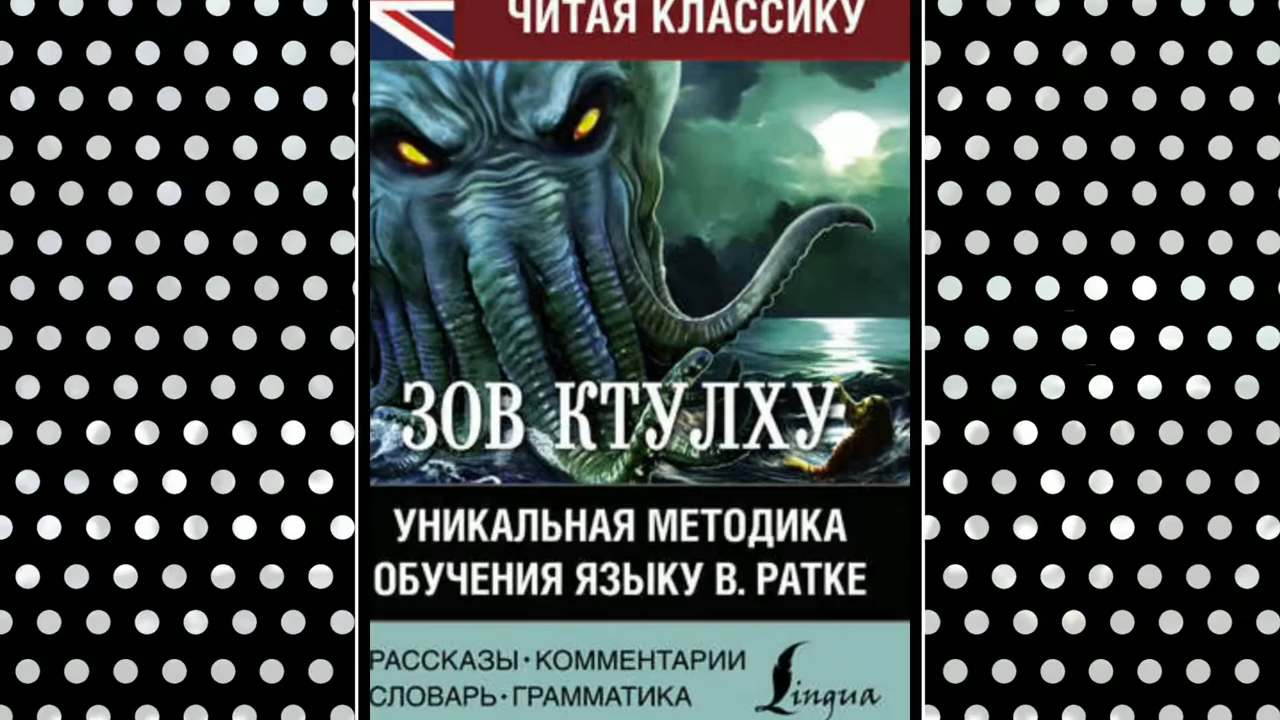 ЧИТАЯ КЛАССИКУ
ЗОВ КТУЛХУ
УНИКАЛЬНАЯ МЕТОДИКА
ОБУЧЕНИЯ ЯЗЫКУ В. РАТКЕ
РАССКАЗЫ·КОММЕНТАРИИ
СЛОВАРЬ·ГРАММАТИКА
Lingua